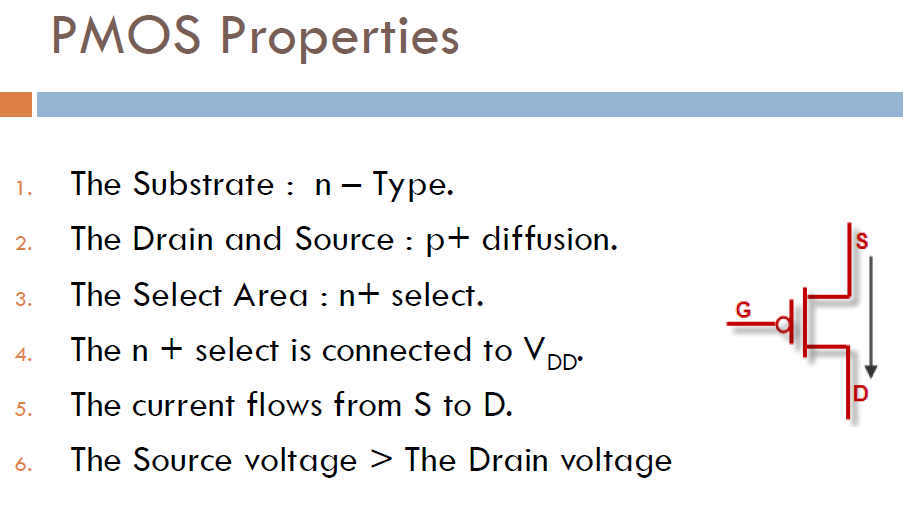 PMOS Properties
1. The Substrate : n – Type.
2. The Drain and Source : p+ diffusion.
3. The Select Area : n+ select.
4. The n + select is connected to VDD.
5. The current flows from S to D.
6. The Source voltage > The Drain voltage
S
G
D